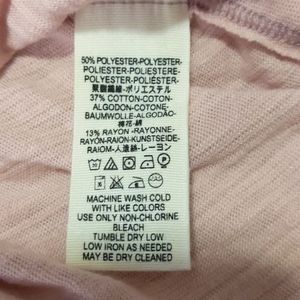 50% POLYESTER-POLYESTER-
POLIESTER-POLIESTERE-
POLYESTER-POLIESTER-
聚酯纖維-ポリエステル
37% COTTON-COTON-
ALGODON-COTONE-
BAUMWOLLE-ALGODÃO-
棉花-綿
13% RAYON -RAYONNE-
RAYON-RAION-KUNSTSEIDE-
RAIOM-人造絲-レーヨン
MACHINE WASH COLD
WITH LIKE COLORS
USE ONLY NON-CHLORINE
BLEACH
TUMBLE DRY LOW
LOW IRON AS NEEDED
MAY BE DRY CLEANED